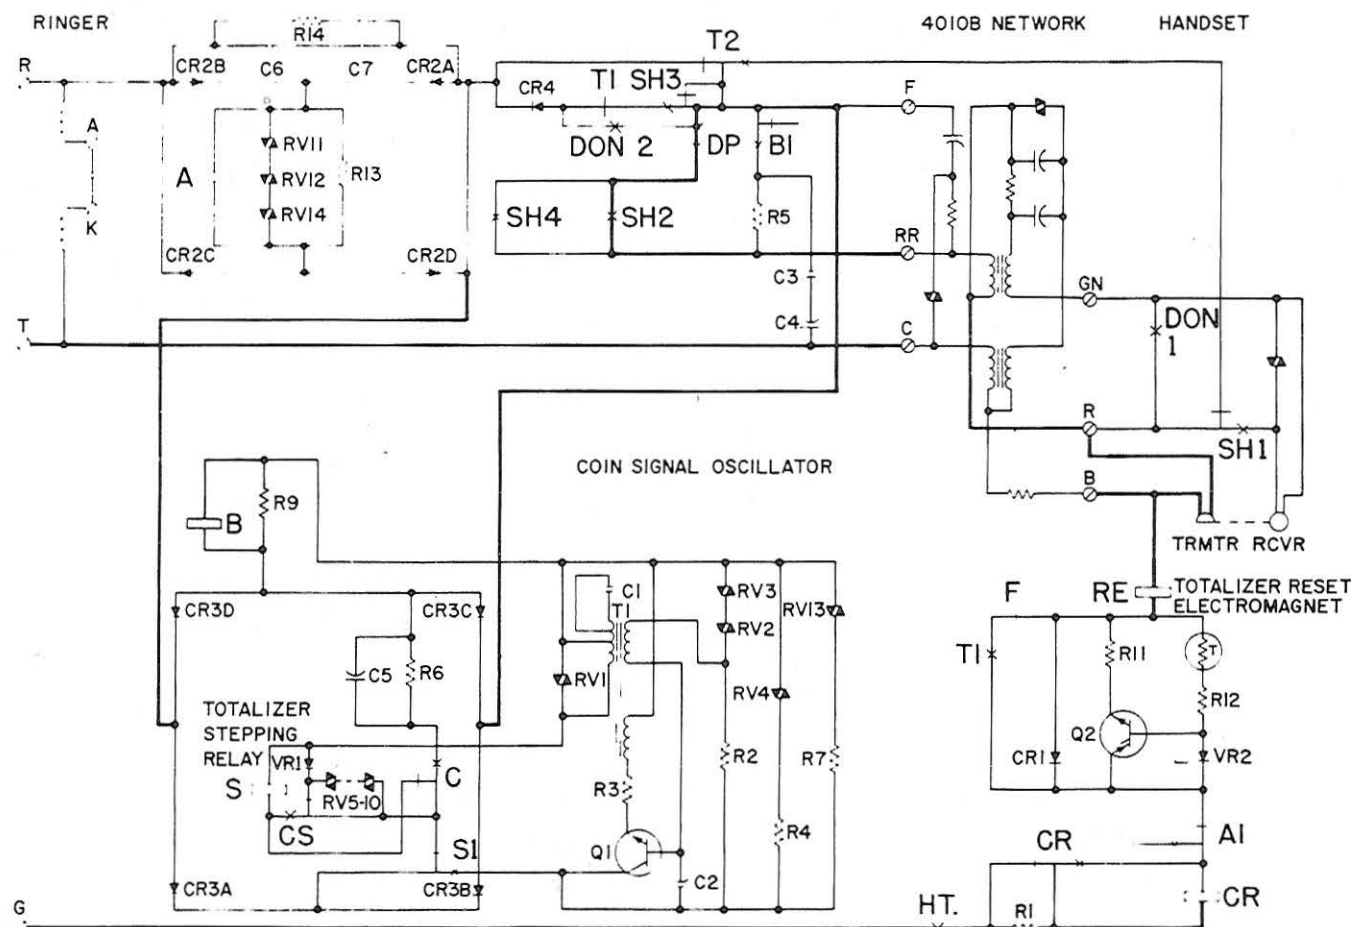 RINGER
4010B NETWORK
HANDSET
R14
T2
R
CR2B
C6
C7
CR2A
CR4
T1
SH3
F
A
RV11
DON 2
DP
B1
A
RV12
R13
K
RV14
SH4
SH2
R5
RR
CR2C
CR2D
C3
GN
T
C4
C
DON
1
R
SH1
COIN SIGNAL OSCILLATOR
B
R9
B
TRMTR RCVR
CR3D
CR3C
C1
T1
RV3
RV13
F
RE
TOTALIZER RESET
ELECTROMAGNET
RV2
C5
R6
T1
R11
T
RV1
RV4
R12
TOTALIZER
STEPPING
RELAY
Q2
VR1
R2
R7
CR1
VR2
S
RV5-10
C
R3
CS
R4
S1
Q1
A1
CR
CR3A
CR3B
C2
G
HT.
R1
CR